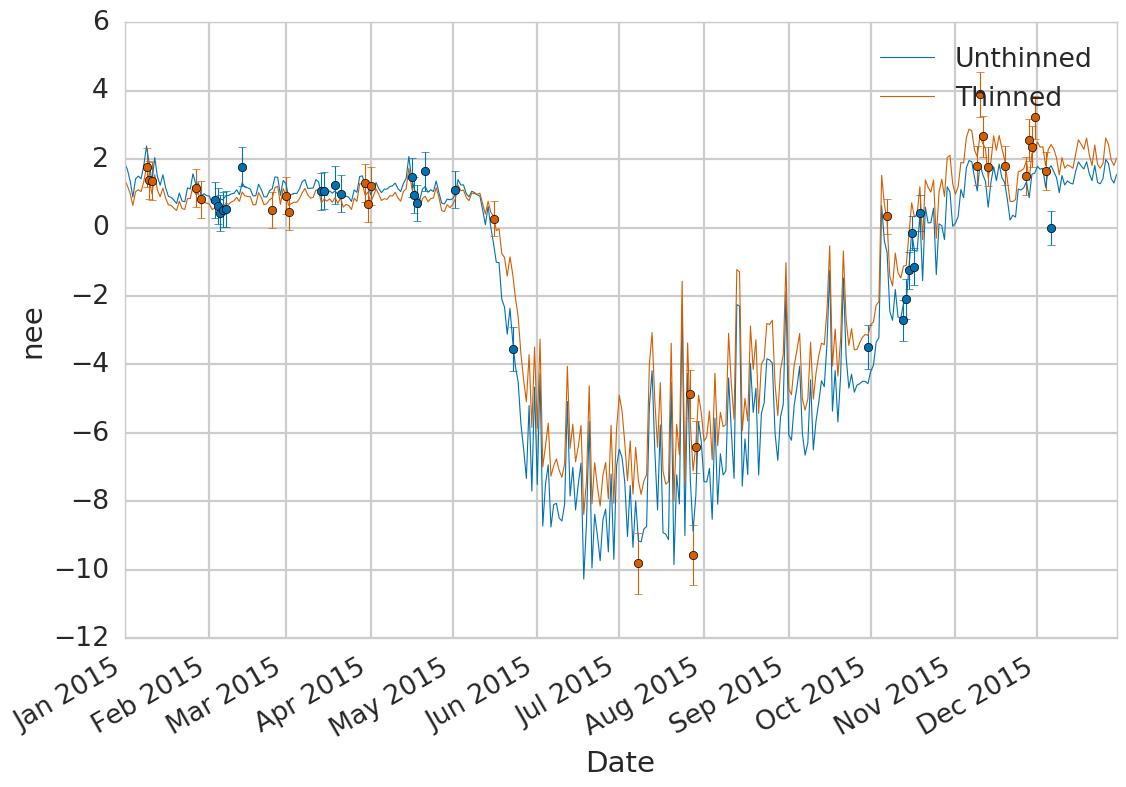 6
4
2
0
−2
−4
−6
−8
−10
−12
nee
Unthinned
Thinned
Jan 2015
Feb 2015
Mar 2015
Apr 2015
May 2015
Jun 2015
Jul 2015
Aug 2015
Sep 2015
Oct 2015
Nov 2015
Dec 2015
Date